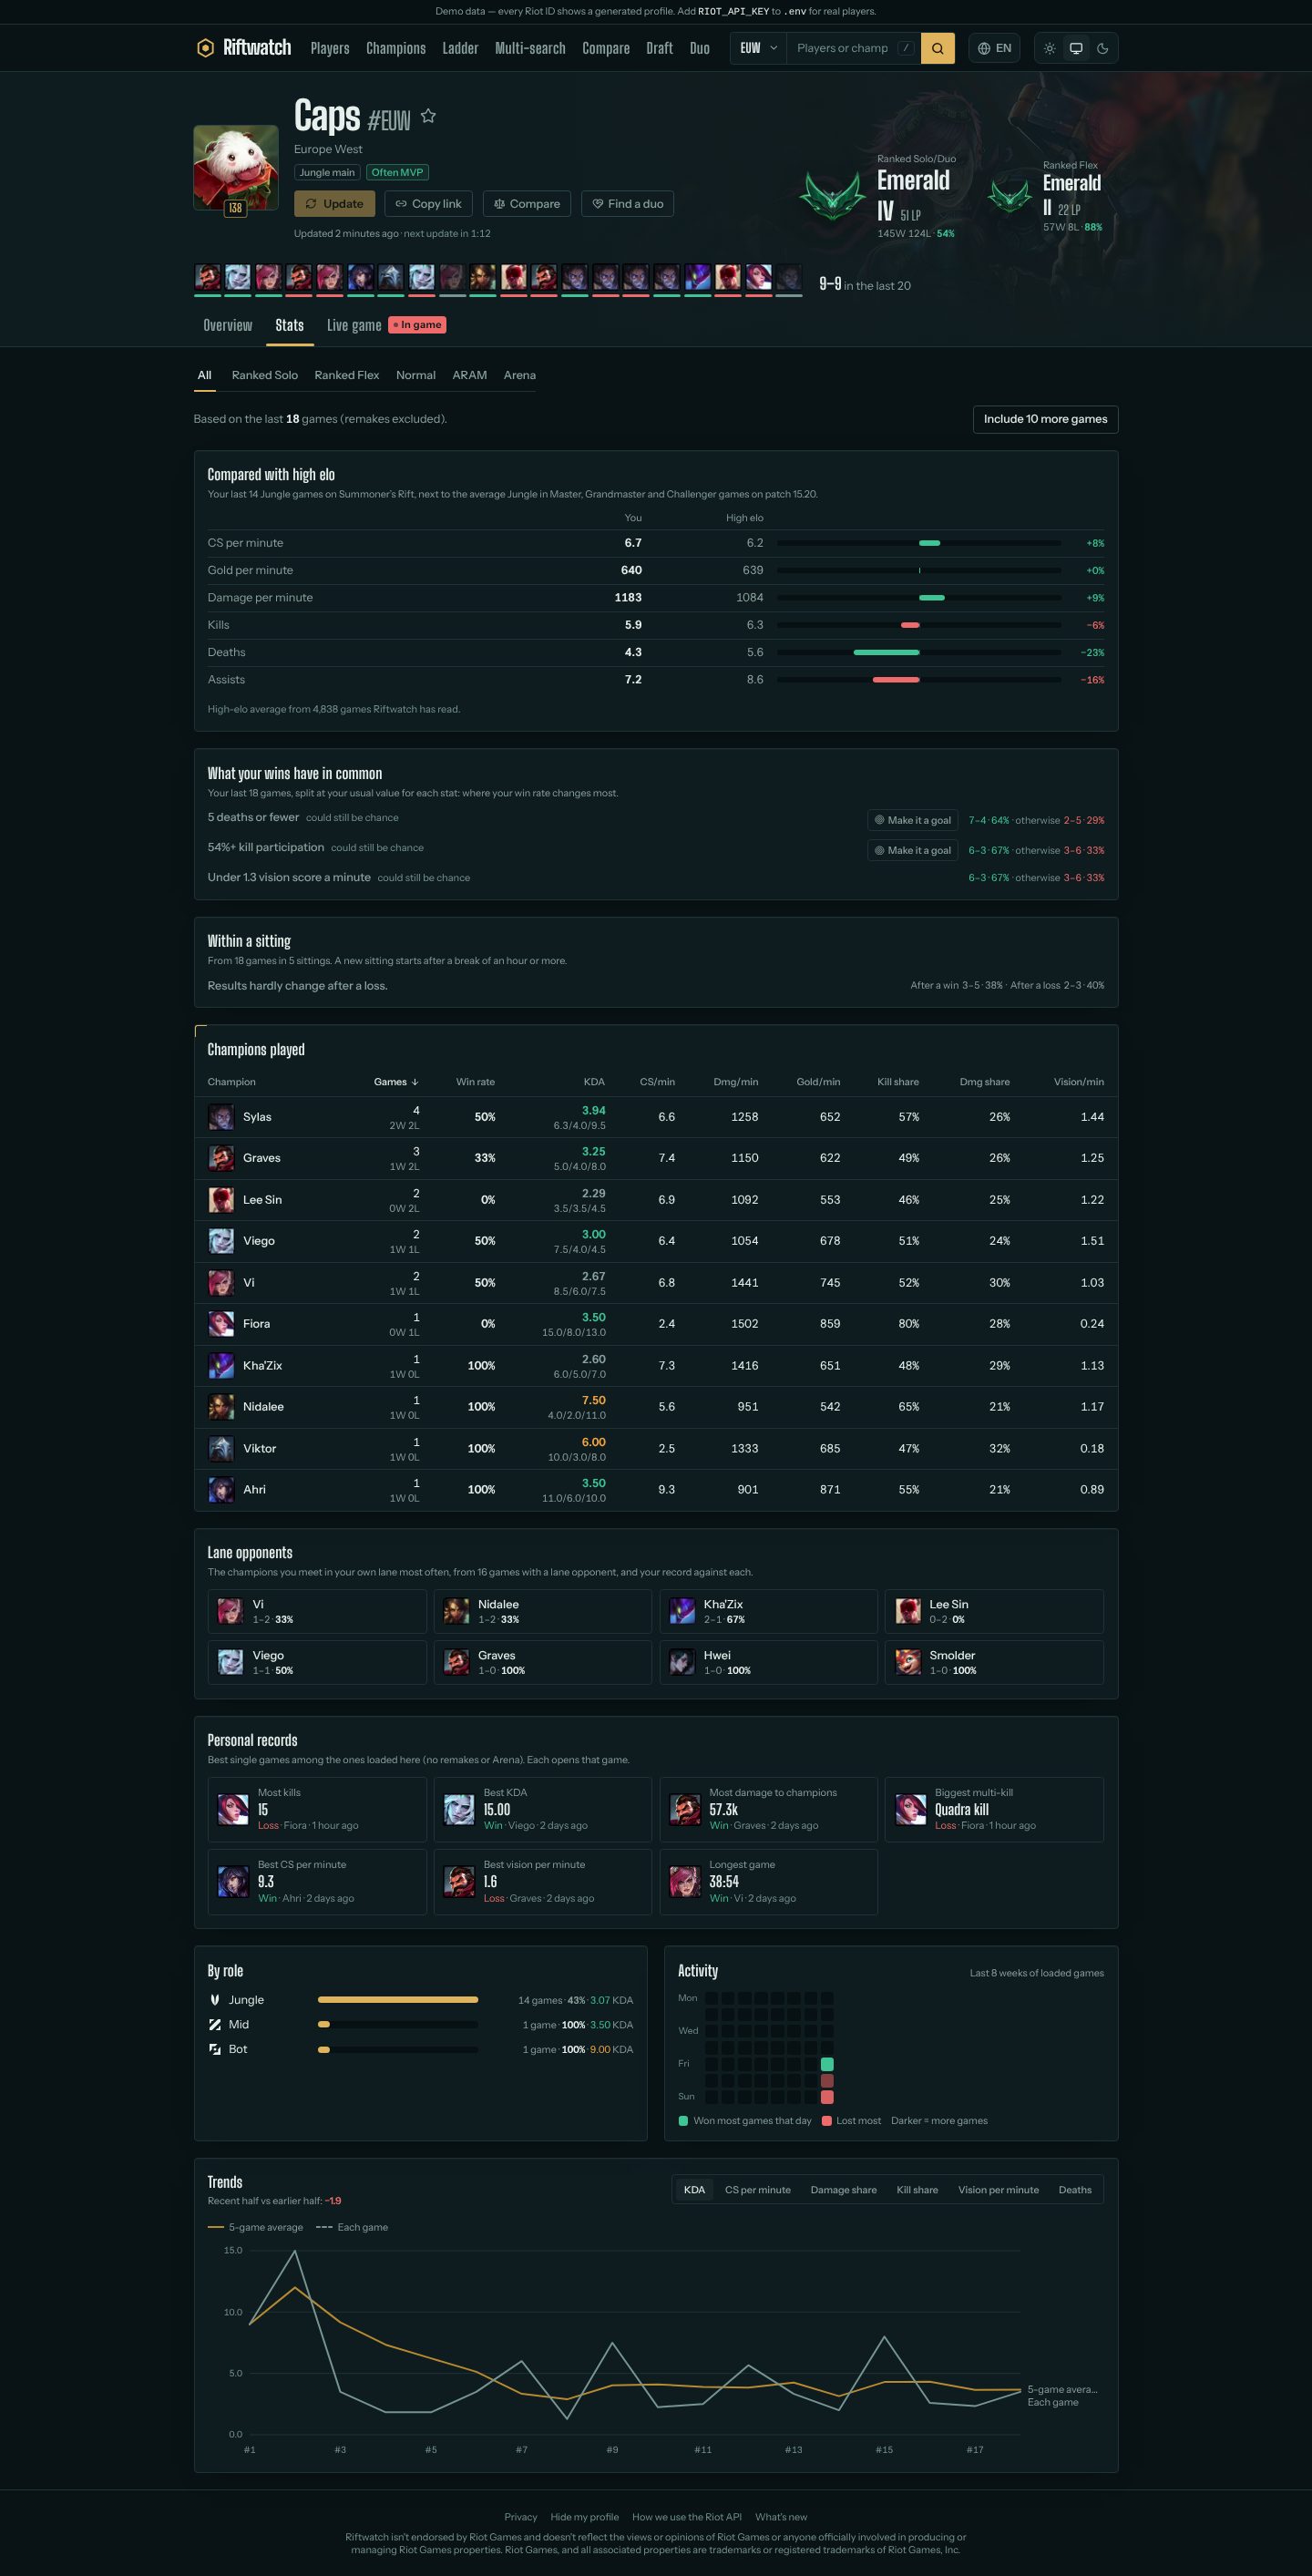 Demo data — every Riot ID shows a generated profile. Add RIOT_API_KEY to .env for real players.
Riftwatch Players Champions Ladder Multi-search Compare Draft Duo EUW Players or champ / EN
Caps #EUW
Europe West
Jungle main Often MVP
Update Copy link Compare Find a duo
Updated 2 minutes ago · next update in 1:12
138
Ranked Solo/Duo
Emerald
IV 51 LP
145W 124L · 54%
Ranked Flex
Emerald
II 22 LP
57W 8L · 88%
9–9 in the last 20
Overview Stats Live game In game
All Ranked Solo Ranked Flex Normal ARAM Arena
Based on the last 18 games (remakes excluded).
Include 10 more games
Compared with high elo
Your last 14 Jungle games on Summoner's Rift, next to the average Jungle in Master, Grandmaster and Challenger games on patch 15.20.
You High elo
CS per minute 6.7 6.2 +8%
Gold per minute 640 639 +0%
Damage per minute 1183 1084 +9%
Kills 5.9 6.3 −6%
Deaths 4.3 5.6 −23%
Assists 7.2 8.6 −16%
High-elo average from 4,838 games Riftwatch has read.
What your wins have in common
Your last 18 games, split at your usual value for each stat: where your win rate changes most.
5 deaths or fewer could still be chance Make it a goal 7–4 · 64% · otherwise 2–5 · 29%
54%+ kill participation could still be chance Make it a goal 6–3 · 67% · otherwise 3–6 · 33%
Under 1.3 vision score a minute could still be chance 6–3 · 67% · otherwise 3–6 · 33%
Within a sitting
From 18 games in 5 sittings. A new sitting starts after a break of an hour or more.
Results hardly change after a loss. After a win 3–5 · 38% · After a loss 2–3 · 40%
Champions played
Champion Games ↓ Win rate KDA CS/min Dmg/min Gold/min Kill share Dmg share Vision/min
Sylas 4 50% 3.94 6.6 1258 652 57% 26% 1.44
2W 2L 6.3/4.0/9.5
Graves 3 33% 3.25 7.4 1150 622 49% 26% 1.25
1W 2L 5.0/4.0/8.0
Lee Sin 2 0% 2.29 6.9 1092 553 46% 25% 1.22
0W 2L 3.5/3.5/4.5
Viego 2 50% 3.00 6.4 1054 678 51% 24% 1.51
1W 1L 7.5/4.0/4.5
Vi 2 50% 2.67 6.8 1441 745 52% 30% 1.03
1W 1L 8.5/6.0/7.5
Fiora 1 0% 3.50 2.4 1502 859 80% 28% 0.24
0W 1L 15.0/8.0/13.0
Kha'Zix 1 100% 2.60 7.3 1416 651 48% 29% 1.13
1W 0L 6.0/5.0/7.0
Nidalee 1 100% 7.50 5.6 951 542 65% 21% 1.17
1W 0L 4.0/2.0/11.0
Viktor 1 100% 6.00 2.5 1333 685 47% 32% 0.18
1W 0L 10.0/3.0/8.0
Ahri 1 100% 3.50 9.3 901 871 55% 21% 0.89
1W 0L 11.0/6.0/10.0
Lane opponents
The champions you meet in your own lane most often, from 16 games with a lane opponent, and your record against each.
Vi Nidalee Kha'Zix Lee Sin
1–2 · 33% 1–2 · 33% 2–1 · 67% 0–2 · 0%
Viego Graves Hwei Smolder
1–1 · 50% 1–0 · 100% 1–0 · 100% 1–0 · 100%
Personal records
Best single games among the ones loaded here (no remakes or Arena). Each opens that game.
Most kills Best KDA Most damage to champions Biggest multi-kill
15 15.00 57.3k Quadra kill
Loss · Fiora · 1 hour ago Win · Viego · 2 days ago Win · Graves · 2 days ago Loss · Fiora · 1 hour ago
Best CS per minute Best vision per minute Longest game
9.3 1.6 38:54
Win · Ahri · 2 days ago Loss · Graves · 2 days ago Win · Vi · 2 days ago
By role
Jungle 14 games · 43% · 3.07 KDA
Mid 1 game · 100% · 3.50 KDA
Bot 1 game · 100% · 9.00 KDA
Activity Last 8 weeks of loaded games
Mon
Wed
Fri
Sun
Won most games that day Lost most Darker = more games
Trends
Recent half vs earlier half: −1.9
KDA CS per minute Damage share Kill share Vision per minute Deaths
5-game average Each game
15.0
10.0
5.0
0.0
5-game avera...
Each game
#1 #3 #5 #7 #9 #11 #13 #15 #17
Privacy Hide my profile How we use the Riot API What's new
Riftwatch isn't endorsed by Riot Games and doesn't reflect the views or opinions of Riot Games or anyone officially involved in producing or
managing Riot Games properties. Riot Games, and all associated properties are trademarks or registered trademarks of Riot Games, Inc.